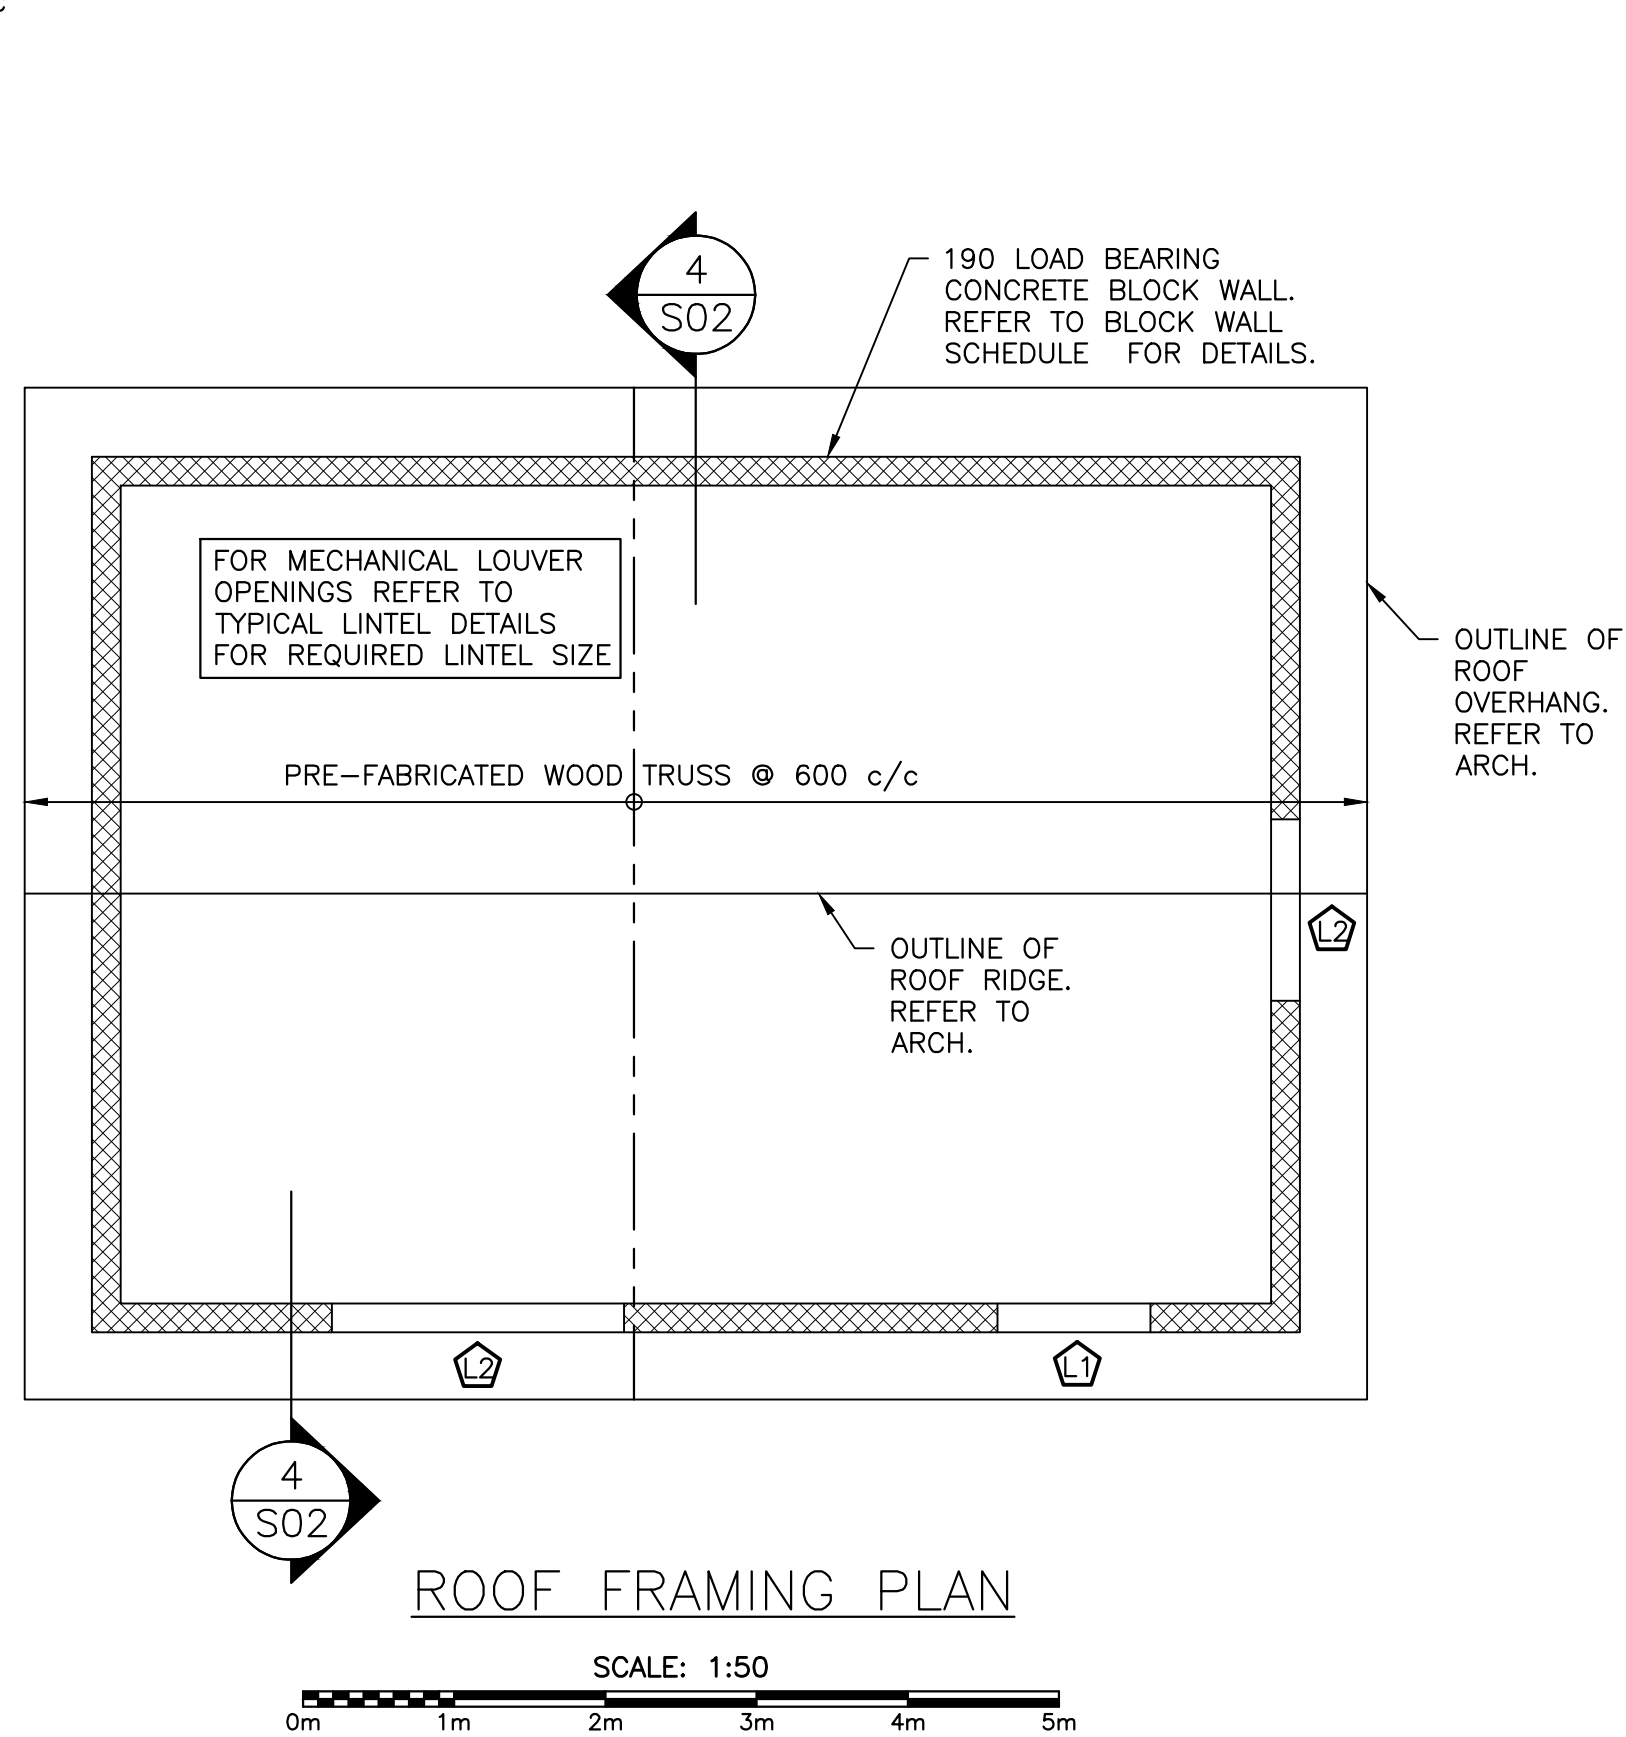 4
S02
190 LOAD BEARING
CONCRETE BLOCK WALL.
REFER TO BLOCK WALL
SCHEDULE FOR DETAILS.
FOR MECHANICAL LOUVER
OPENINGS REFER TO
TYPICAL LINTEL DETAILS
FOR REQUIRED LINTEL SIZE
OUTLINE OF
ROOF
OVERHANG.
REFER TO
ARCH.
PRE-FABRICATED WOOD TRUSS @ 600 c/c
L2
OUTLINE OF
ROOF RIDGE.
REFER TO
ARCH.
L2
L1
4
S02
ROOF FRAMING PLAN
SCALE: 1:50
0m 1m 2m 3m 4m 5m